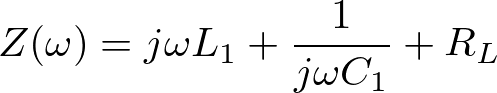 Z(ω) = jωL₁ + 1/(jωC₁) + R_L